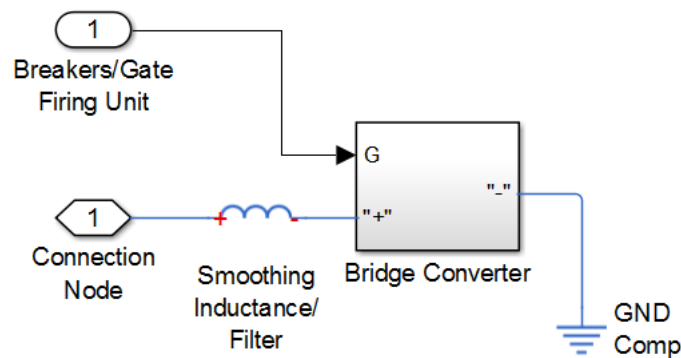 1
Breakers/Gate
Firing Unit
G
"-"
1
+
-
"+"
Connection
Node
Smoothing
Inductance/
Filter
Bridge Converter
GND
Comp